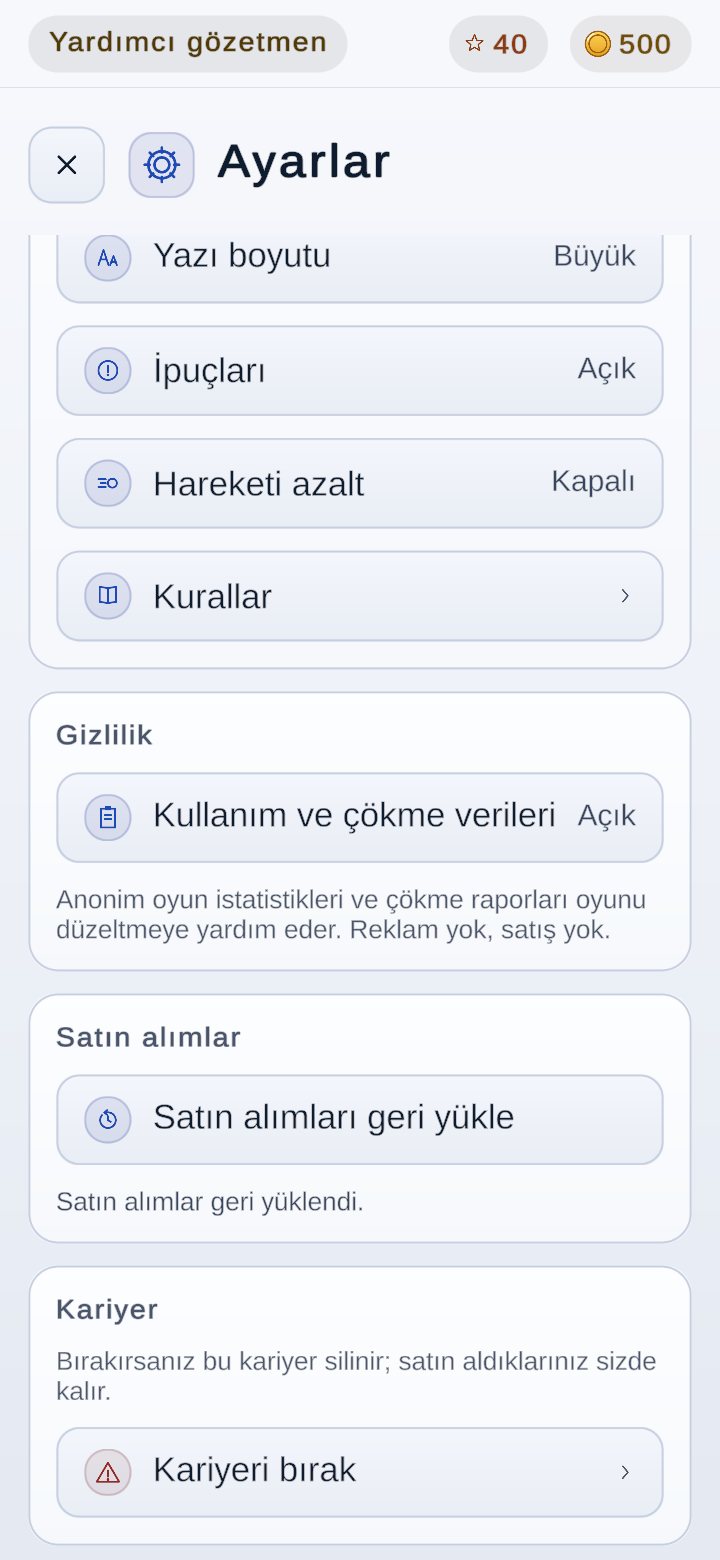 Yardımcı gözetmen
40
500
Ayarlar
Yazı boyutu
Büyük
İpuçları
Açık
Hareketi azalt
Kapalı
Kurallar
Gizlilik
Kullanım ve çökme verileri
Açık
Anonim oyun istatistikleri ve çökme raporları oyunu
düzeltmeye yardım eder. Reklam yok, satış yok.
Satın alımlar
Satın alımları geri yükle
Satın alımlar geri yüklendi.
Kariyer
Bırakırsanız bu kariyer silinir; satın aldıklarınız sizde
kalır.
Kariyeri bırak